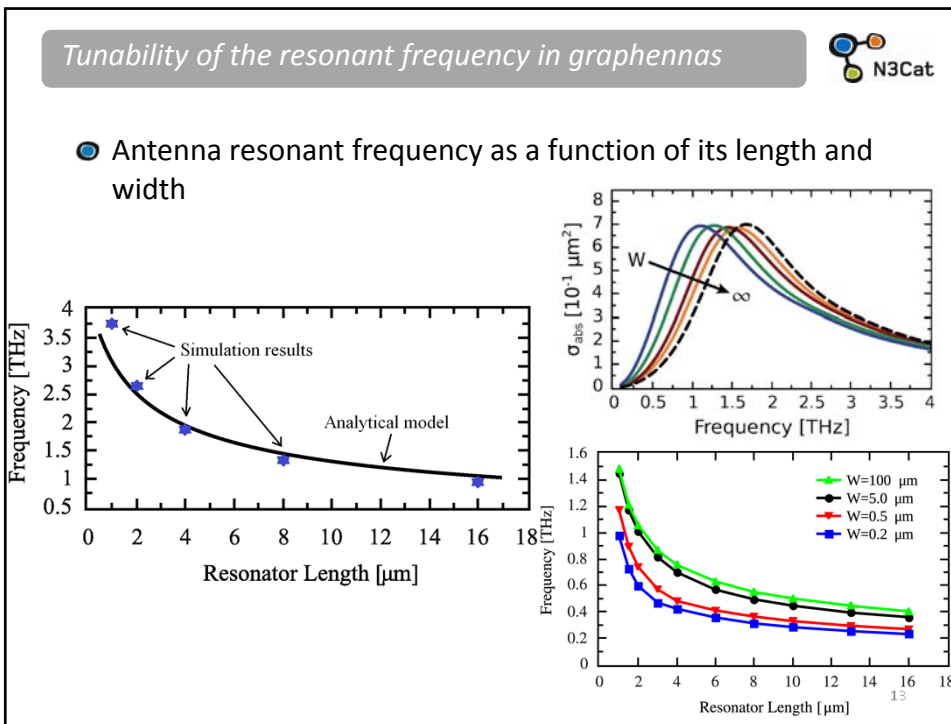 Tunability of the resonant frequency in graphennas
N3Cat
Antenna resonant frequency as a function of its length and
width
Frequency [THz]
4
3.5
3
2.5
2
1.5
1
0.5
Simulation results
Analytical model
0 2 4 6 8 10 12 14 16 18
Resonator Length [μm]
σabs [10⁻¹ μm²]
8
7
6
5
4
3
2
1
0
W
∞
0 0.5 1 1.5 2 2.5 3 3.5 4
Frequency [THz]
Frequency [THz]
1.6
1.4
1.2
1
0.8
0.6
0.4
0.2
0
W=100 μm
W=5.0 μm
W=0.5 μm
W=0.2 μm
0 2 4 6 8 10 12 14 16 18
Resonator Length [μm]
13